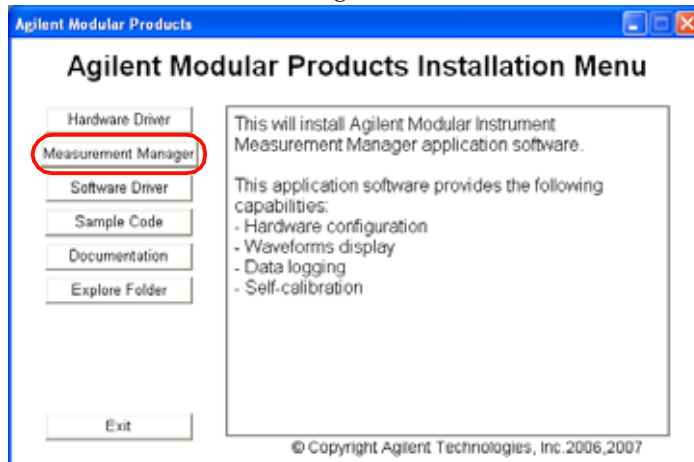 Agilent Modular Products
Agilent Modular Products Installation Menu
Hardware Driver
Measurement Manager
Software Driver
Sample Code
Documentation
Explore Folder
Exit
This will install Agilent Modular Instrument
Measurement Manager application software.
This application software provides the following
capabilities:
- Hardware configuration
- Waveforms display
- Data logging
- Self-calibration
© Copyright Agilent Technologies, Inc.2006,2007